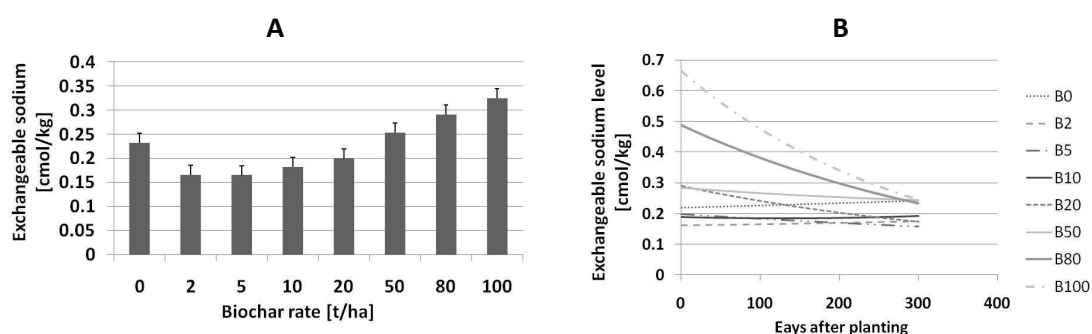 A
Exchangeable sodium
[cmol/kg]
0.4
0.35
0.3
0.25
0.2
0.15
0.1
0.05
0
0 2 5 10 20 50 80 100
Biochar rate [t/ha]
B
Exchangeable sodium level
[cmol/kg]
0.7
0.6
0.5
0.4
0.3
0.2
0.1
0
0 100 200 300 400
Eays after planting
B0
B2
B5
B10
B20
B50
B80
B100